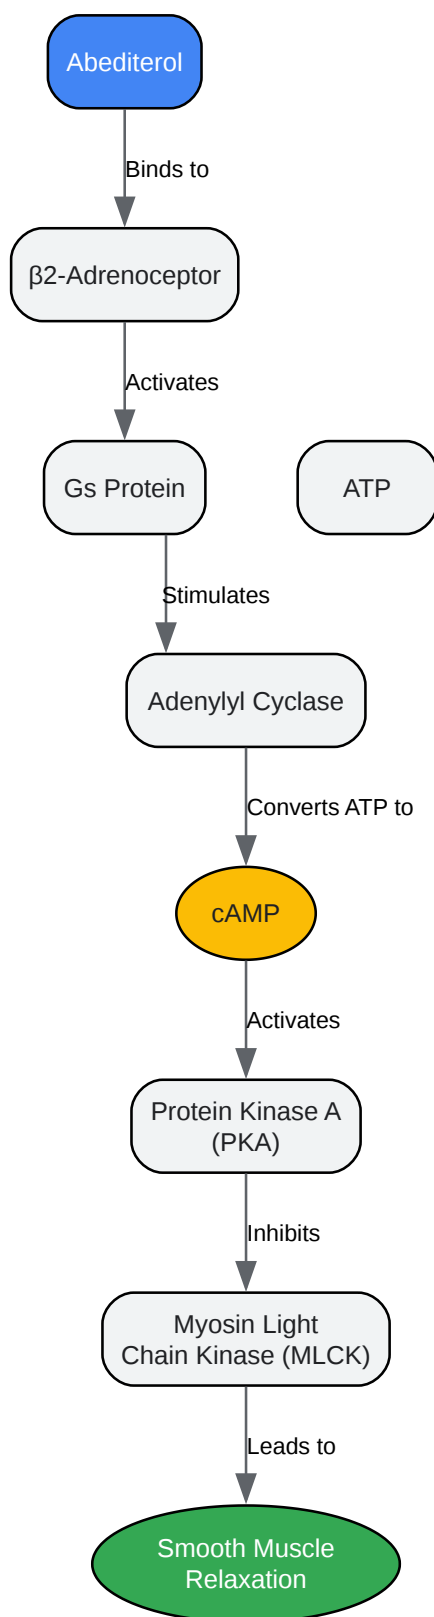 Abediterol
Binds to
β2-Adrenoceptor
Activates
Gs Protein
ATP
Stimulates
Adenylyl Cyclase
Converts ATP to
cAMP
Activates
Protein Kinase A
(PKA)
Inhibits
Myosin Light
Chain Kinase (MLCK)
Leads to
Smooth Muscle
Relaxation